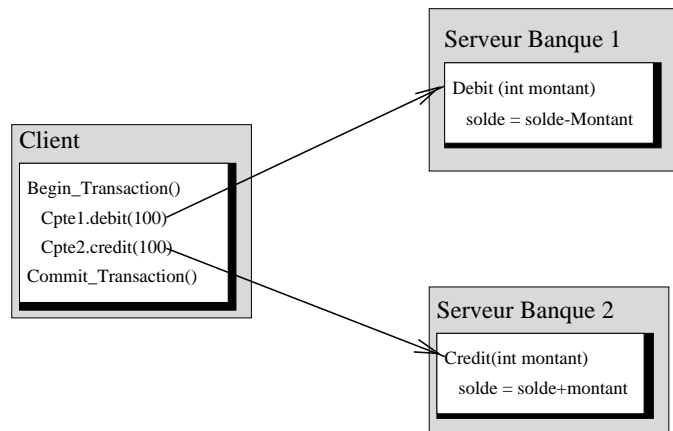 Client
Begin_Transaction()
Cpte1.debit(100)
Cpte2.credit(100)
Commit_Transaction()
Serveur Banque 1
Debit (int montant)
solde = solde-Montant
Serveur Banque 2
Credit(int montant)
solde = solde+montant